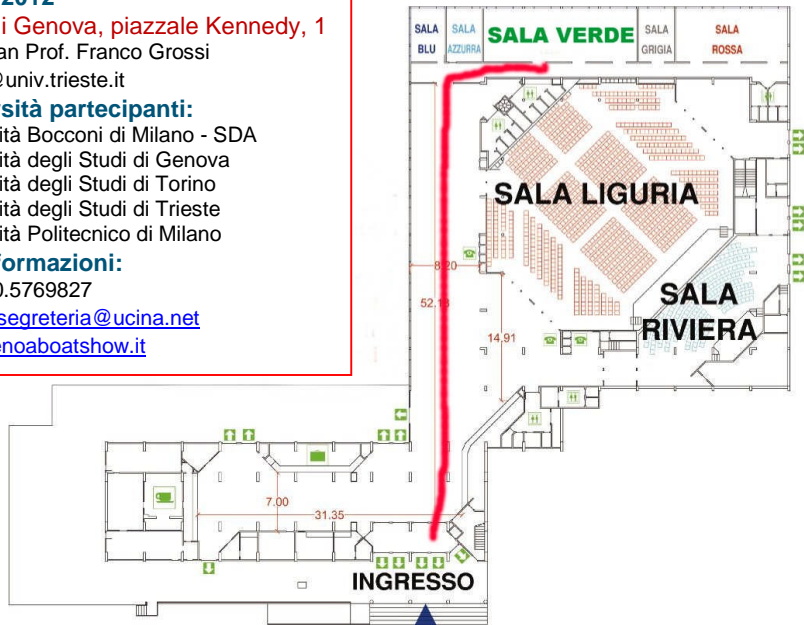 2012
i Genova, piazzale Kennedy, 1
an Prof. Franco Grossi
@univ.trieste.it
sità partecipanti:
ità Bocconi di Milano - SDA
ità degli Studi di Genova
ità degli Studi di Torino
ità degli Studi di Trieste
ità Politecnico di Milano
formazioni:
0.5769827
segreteria@ucina.net
enoaboatshow.it
SALA BLU
SALA AZZURRA
SALA VERDE
SALA GRIGIA
SALA ROSSA
SALA LIGURIA
SALA RIVIERA
8.20
52.18
14.91
7.00
31.35
INGRESSO